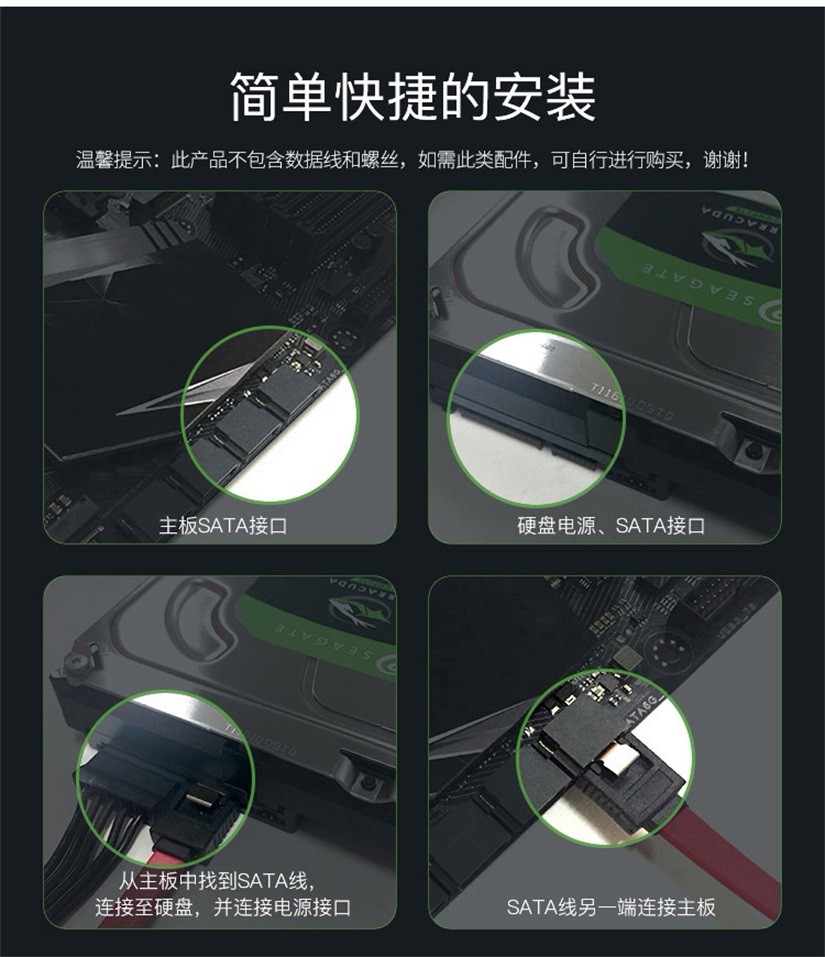 简单快捷的安装
温馨提示：此产品不包含数据线和螺丝，如需此类配件，可自行进行购买，谢谢！
SEAGATE
主板SATA接口
硬盘电源、SATA接口
SEAGATE
从主板中找到SATA线，
连接至硬盘，并连接电源接口
SATA线另一端连接主板